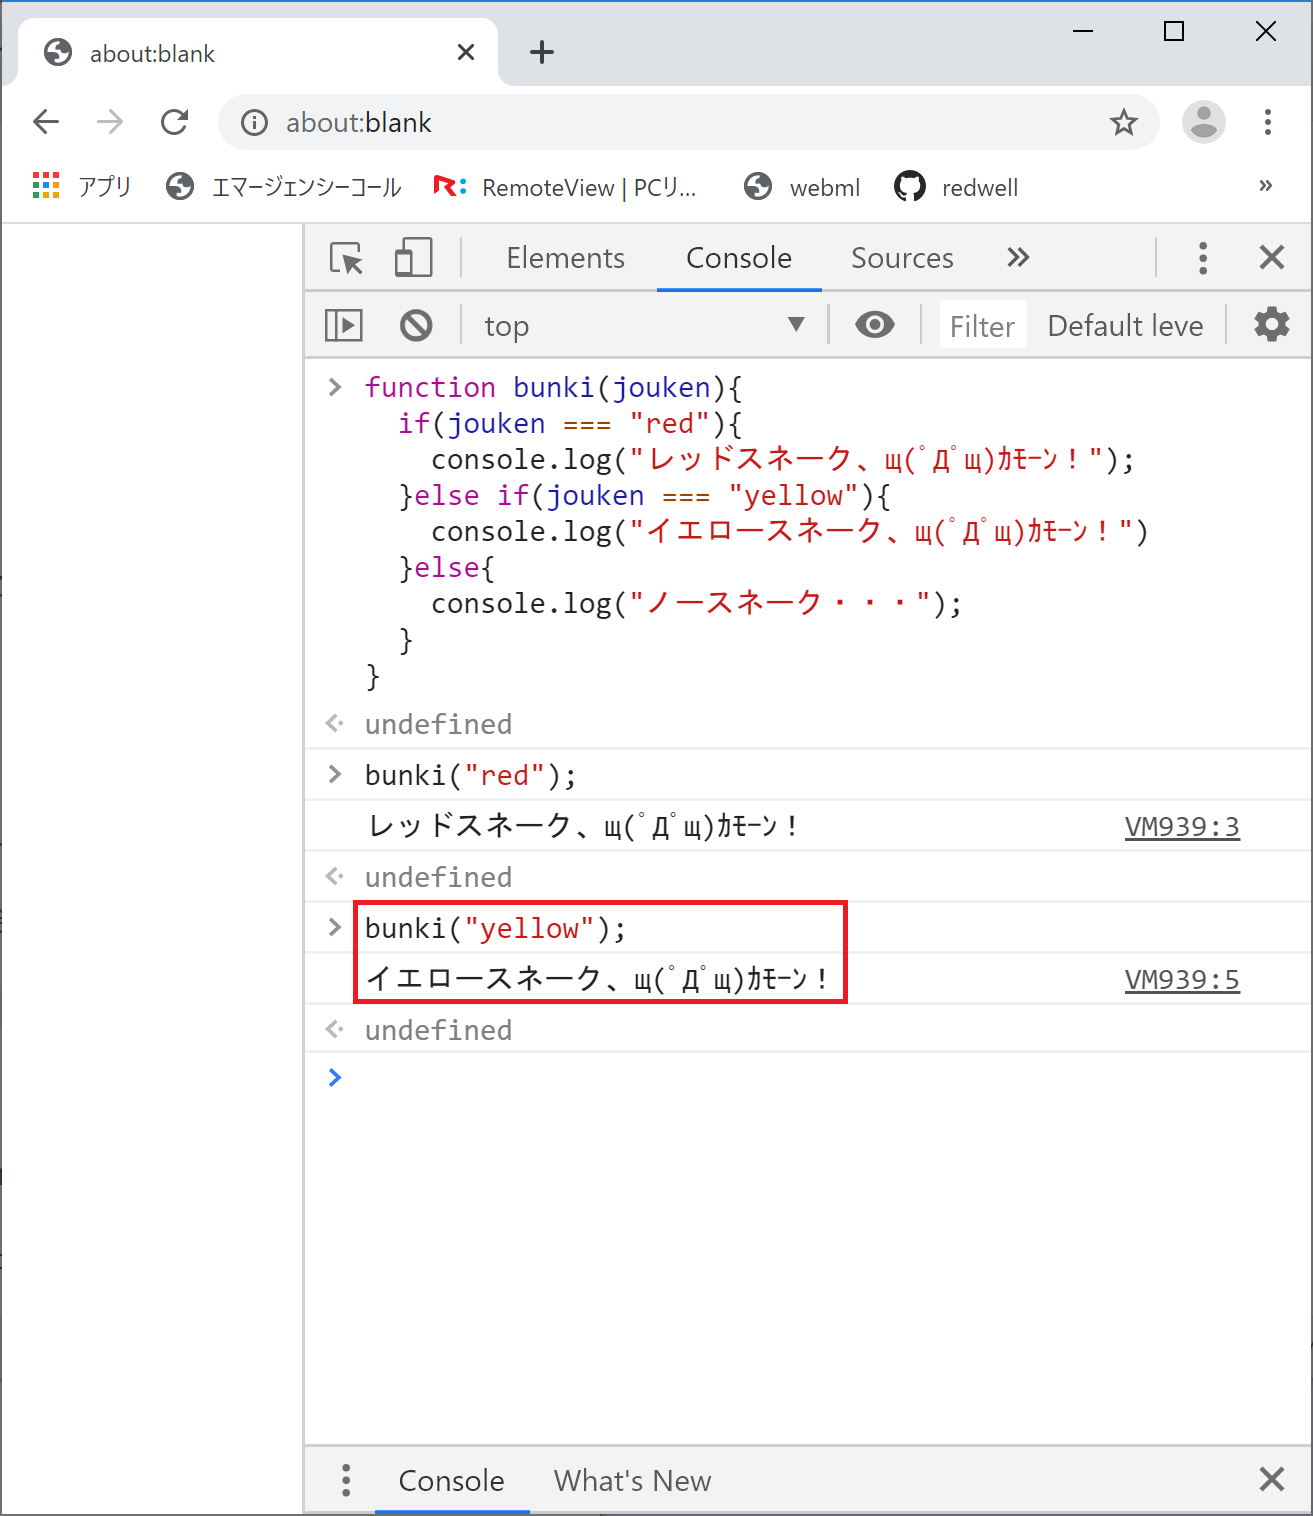 about:blank
about:blank
アプリ エマージェンシーコール RemoteView | PCリ... webml redwell »
Elements Console Sources »
top Filter Default leve
> function bunki(jouken){
if(jouken === "red"){
console.log("レッドスネーク、щ(ﾟДﾟщ)ｶﾓｰﾝ！");
}else if(jouken === "yellow"){
console.log("イエロースネーク、щ(ﾟДﾟщ)ｶﾓｰﾝ！")
}else{
console.log("ノースネーク・・・");
}
}
undefined
> bunki("red");
レッドスネーク、щ(ﾟДﾟщ)ｶﾓｰﾝ！ VM939:3
undefined
> bunki("yellow");
イエロースネーク、щ(ﾟДﾟщ)ｶﾓｰﾝ！ VM939:5
undefined
>
Console What's New